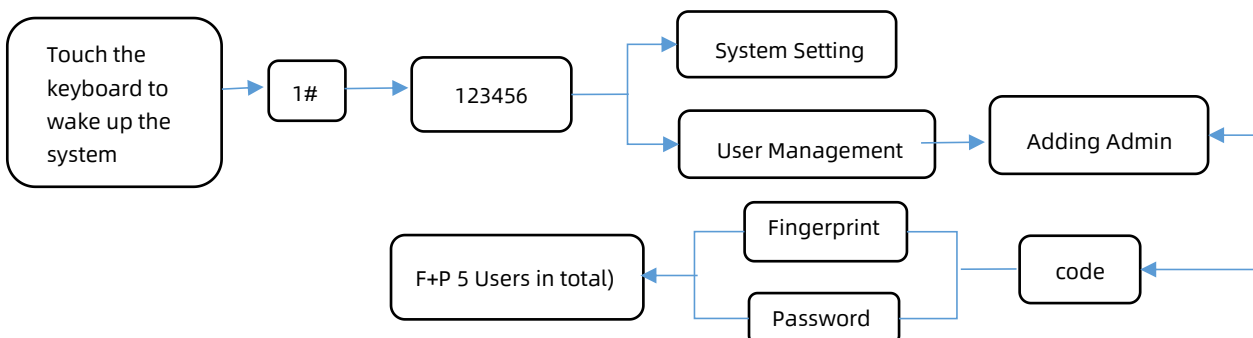 Touch the
keyboard to
wake up the
system
1#
123456
System Setting
User Management
Adding Admin
code
Fingerprint
Password
F+P 5 Users in total)